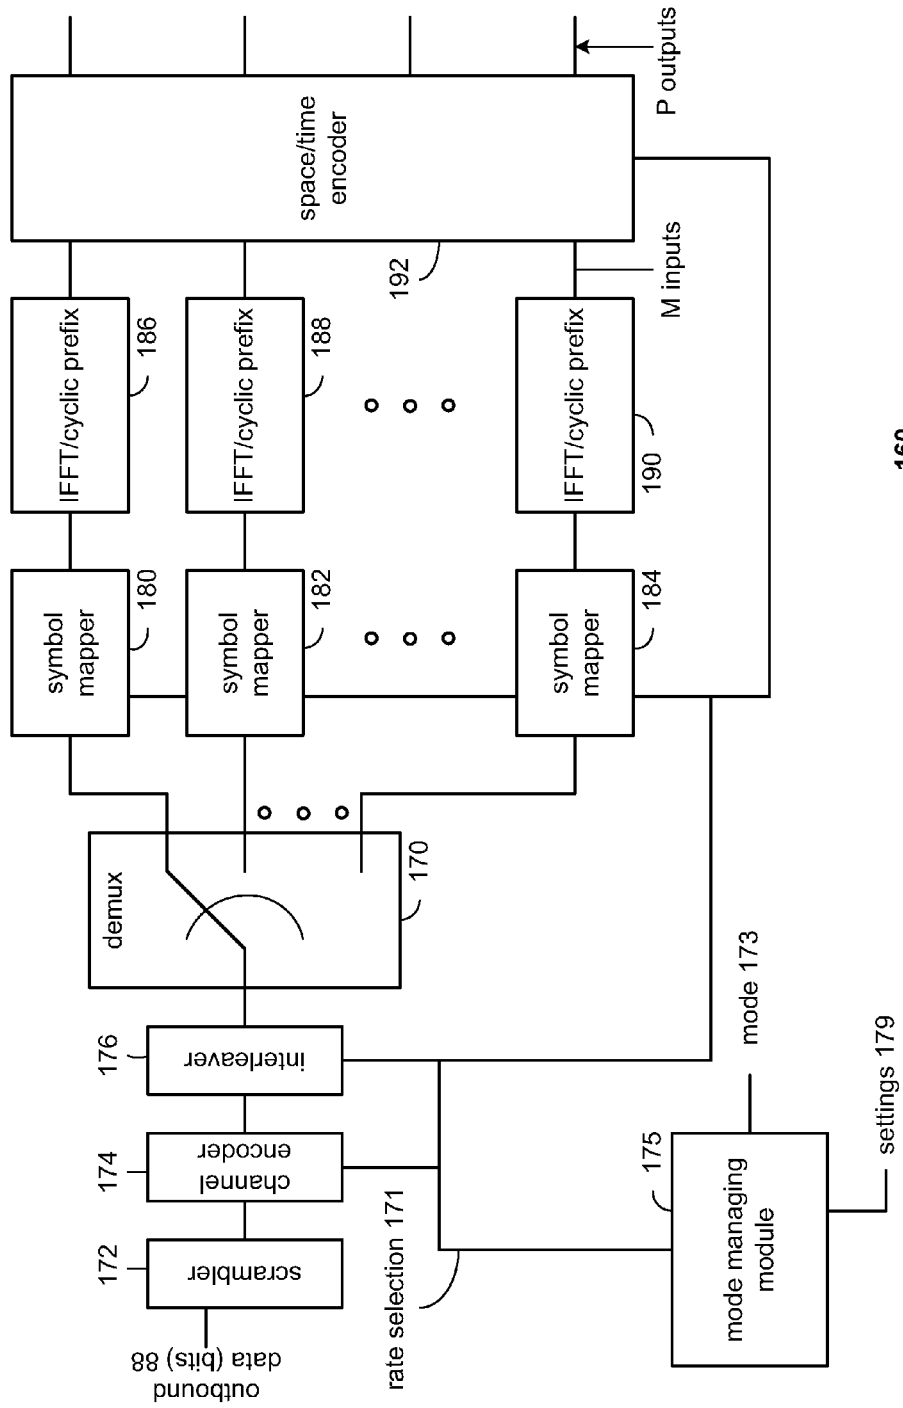 outbound
data (bits) 88
172
scrambler
174
channel
encoder
176
interleaver
demux
170
symbol
mapper
180
IFFT/cyclic prefix
186
symbol
mapper
182
IFFT/cyclic prefix
188
symbol
mapper
184
IFFT/cyclic prefix
190
192
space/time
encoder
M inputs
P outputs
rate selection 171
mode managing
module
175
mode 173
settings 179